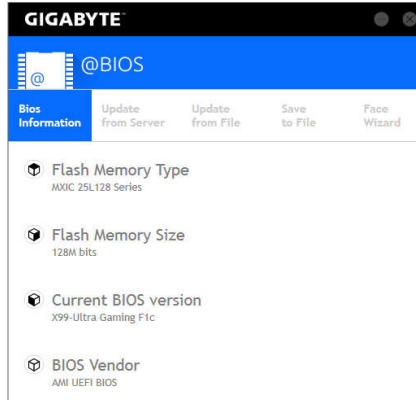 GIGABYTE™
@BIOS
Bios Information
Update from Server
Update from File
Save to File
Face Wizard
Flash Memory Type
MXIC 25L128 Series
Flash Memory Size
128M bits
Current BIOS version
X99-Ultra Gaming F1c
BIOS Vendor
AMI UEFI BIOS